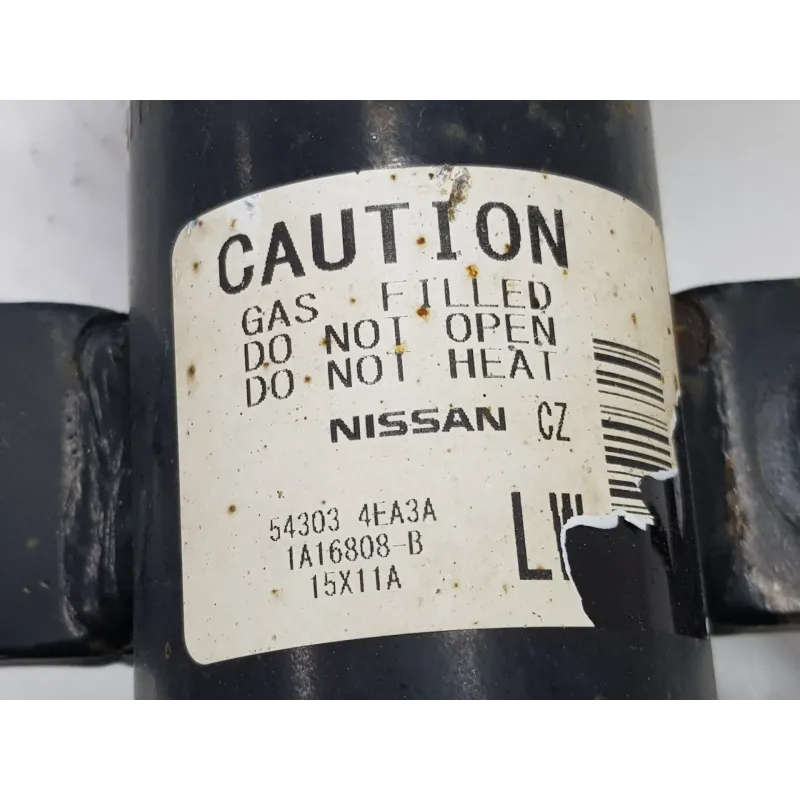 CAUTION
GAS FILLED
DO NOT OPEN
DO NOT HEAT
NISSAN CZ
54303 4EA3A
1A16808-B
15X11A